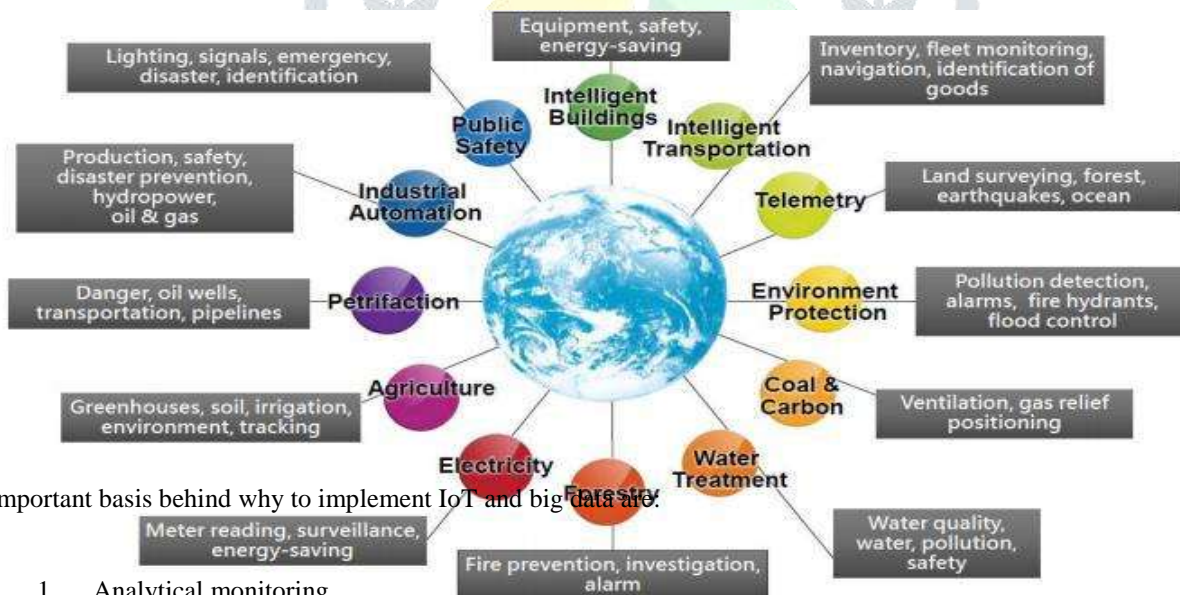 Equipment, safety,
energy-saving
Intelligent
Buildings
Inventory, fleet monitoring,
navigation, identification of
goods
Intelligent
Transportation
Land surveying, forest,
earthquakes, ocean
Telemetry
Pollution detection,
alarms, fire hydrants,
flood control
Environment
Protection
Ventilation, gas relief
positioning
Coal &
Carbon
Water quality,
water, pollution,
safety
Water
Treatment
Fire prevention, investigation,
alarm
Forestry
Meter reading, surveillance,
energy-saving
Electricity
Greenhouses, soil, irrigation,
environment, tracking
Agriculture
Danger, oil wells,
transportation, pipelines
Petrifaction
Production, safety,
disaster prevention,
hydropower,
oil & gas
Industrial
Automation
Lighting, signals, emergency,
disaster, identification
Public
Safety
mportant basis behind why to implement IoT and big data are:
1. Analytical monitoring